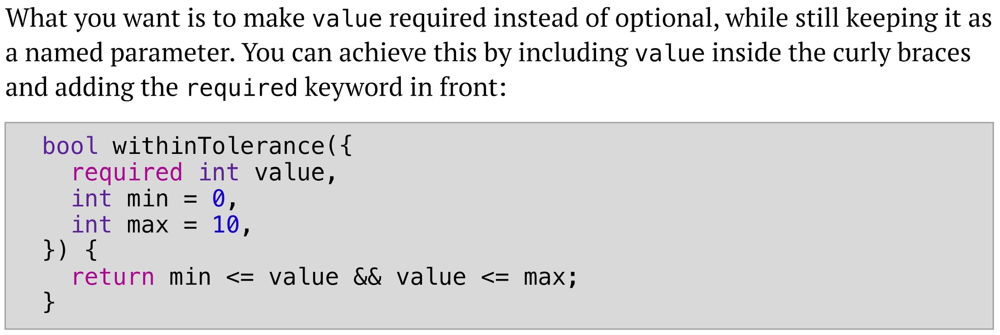 What you want is to make value required instead of optional, while still keeping it as
a named parameter. You can achieve this by including value inside the curly braces
and adding the required keyword in front:
bool withinTolerance({
  required int value,
  int min = 0,
  int max = 10,
}) {
  return min <= value && value <= max;
}